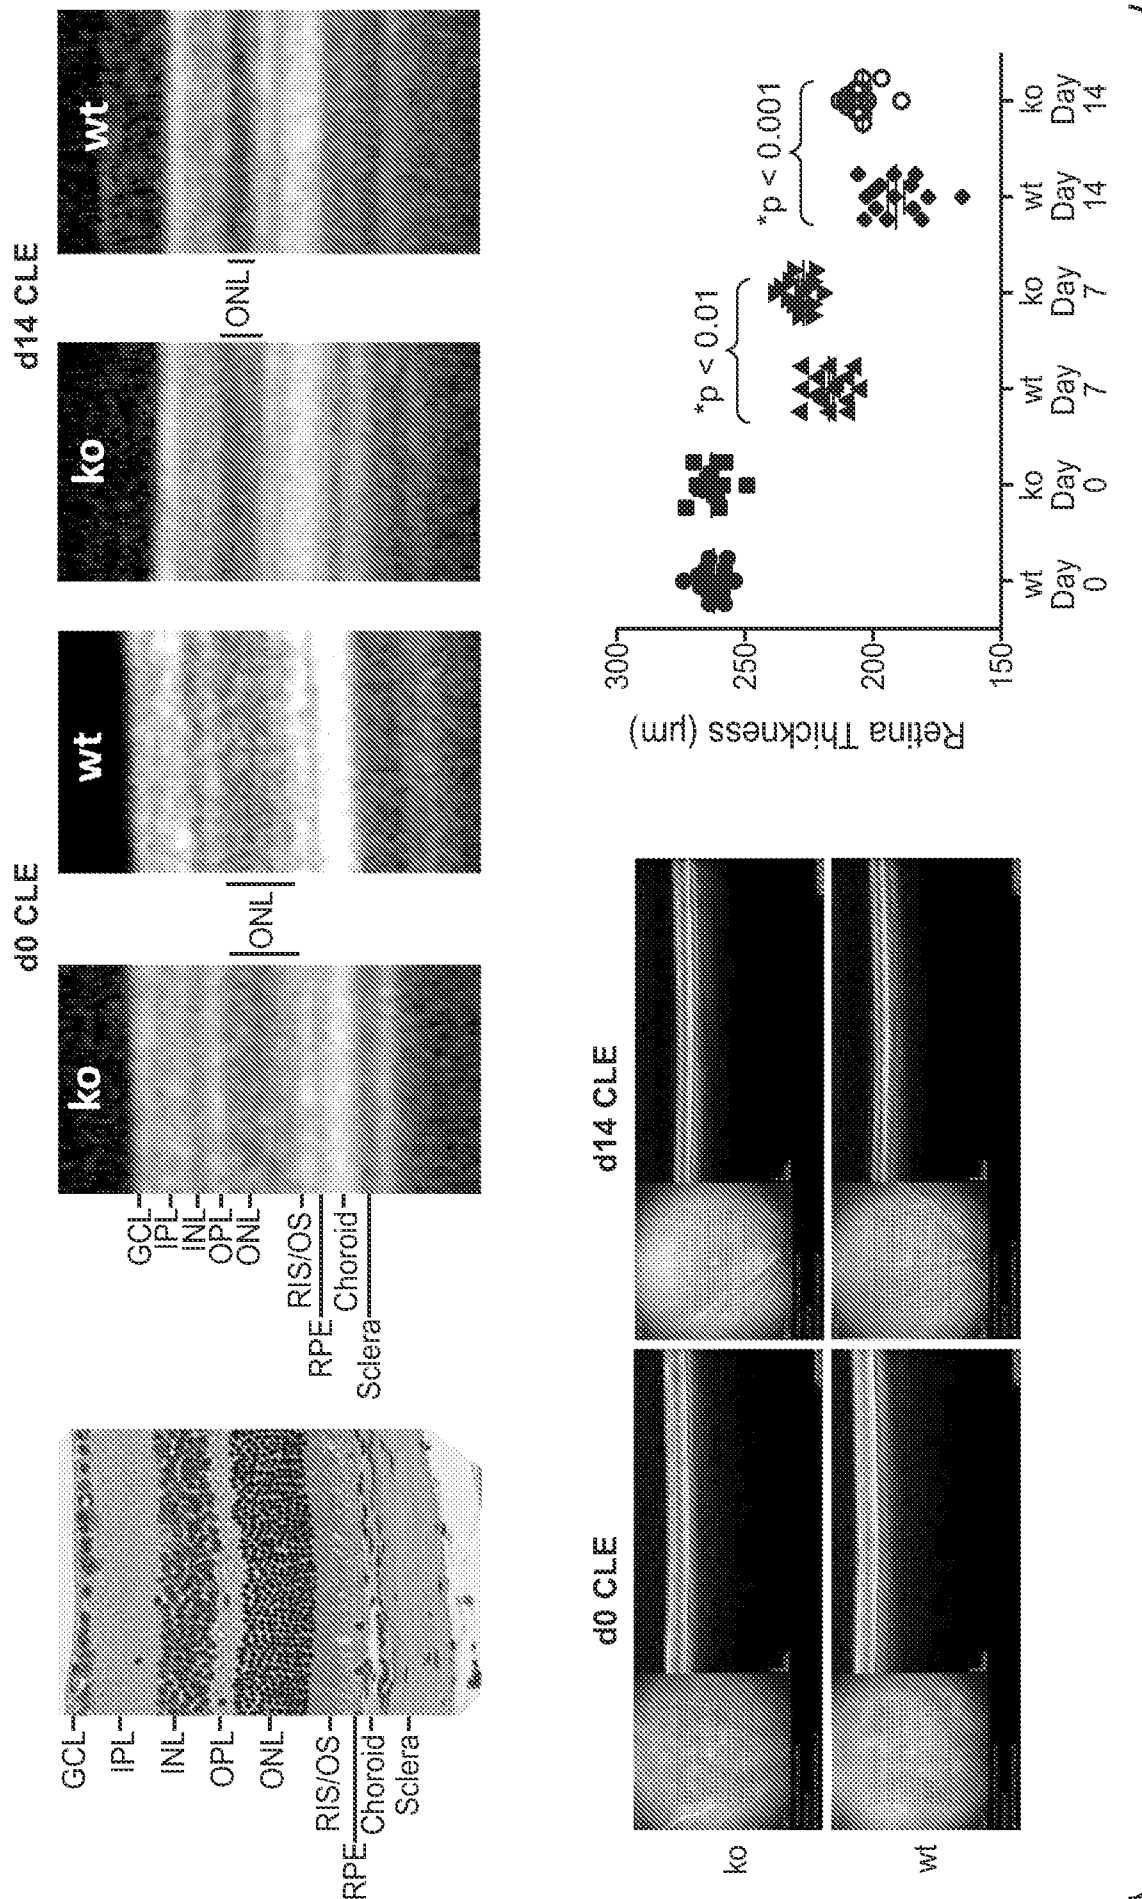 d0 CLE
d14 CLE
GCL
IPL
INL
OPL
ONL
RIS/OS
RPE
Choroid
Sclera
GCL
IPL
INL
OPL
ONL
RIS/OS
RPE
Choroid
Sclera
ko
ONL
wt
ko
ONL
wt
d0 CLE
d14 CLE
ko
wt
Retina Thickness (μm)
300
250
200
150
*p < 0.01
*p < 0.001
wt Day 0
ko Day 0
wt Day 7
ko Day 7
wt Day 14
ko Day 14